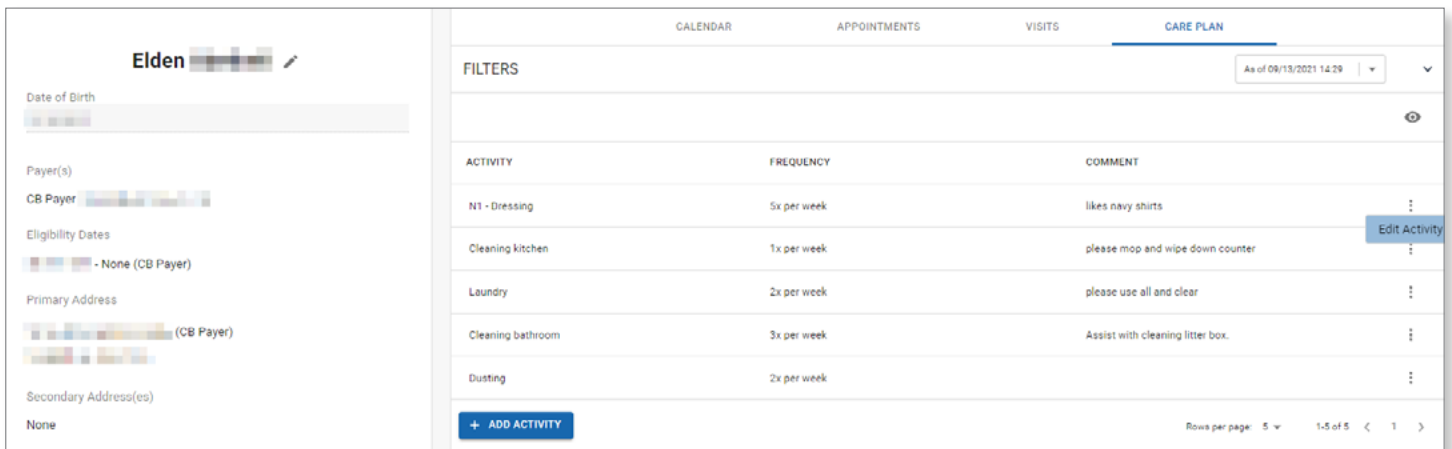 CALENDAR APPOINTMENTS VISITS CARE PLAN
Elden
FILTERS As of 09/13/2021 14:29
Date of Birth
Payer(s)
CB Payer
Eligibility Dates
- None (CB Payer)
Primary Address
(CB Payer)
Secondary Address(es)
None
ACTIVITY FREQUENCY COMMENT
N1 - Dressing 5x per week likes navy shirts
Edit Activity
Cleaning kitchen 1x per week please mop and wipe down counter
Laundry 2x per week please use all and clear
Cleaning bathroom 3x per week Assist with cleaning litter box.
Dusting 2x per week
+ ADD ACTIVITY Rows per page: 5 1-5 of 5 < 1 >